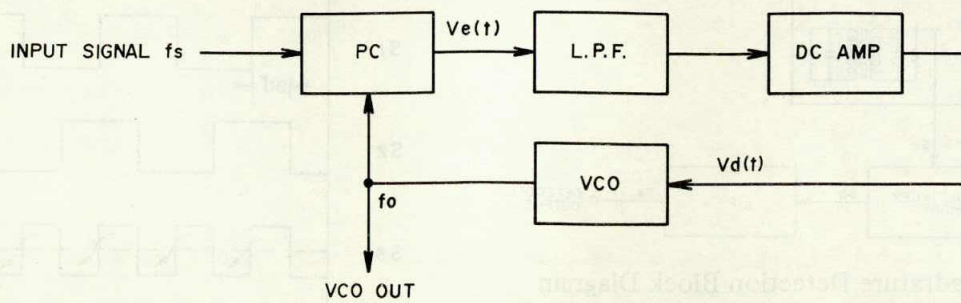 INPUT SIGNAL fs
PC
Ve(t)
L.P.F.
DC AMP
VCO
Vd(t)
fo
VCO OUT